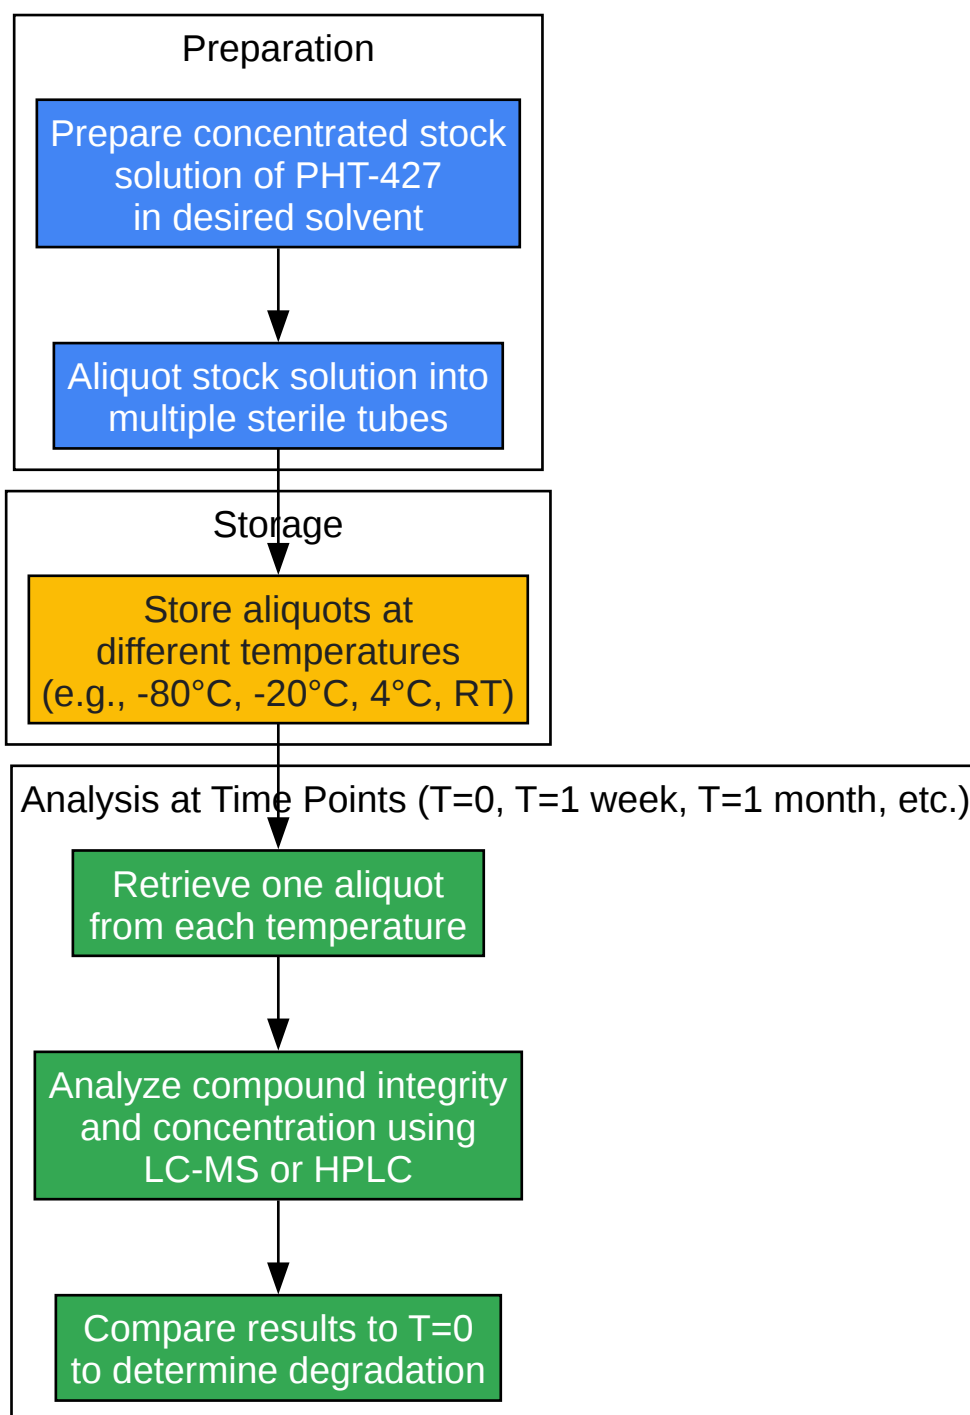 Preparation
Prepare concentrated stock
solution of PHT-427
in desired solvent
Aliquot stock solution into
multiple sterile tubes
Storage
Store aliquots at
different temperatures
(e.g., -80°C, -20°C, 4°C, RT)
Analysis at Time Points (T=0, T=1 week, T=1 month, etc.)
Retrieve one aliquot
from each temperature
Analyze compound integrity
and concentration using
LC-MS or HPLC
Compare results to T=0
to determine degradation